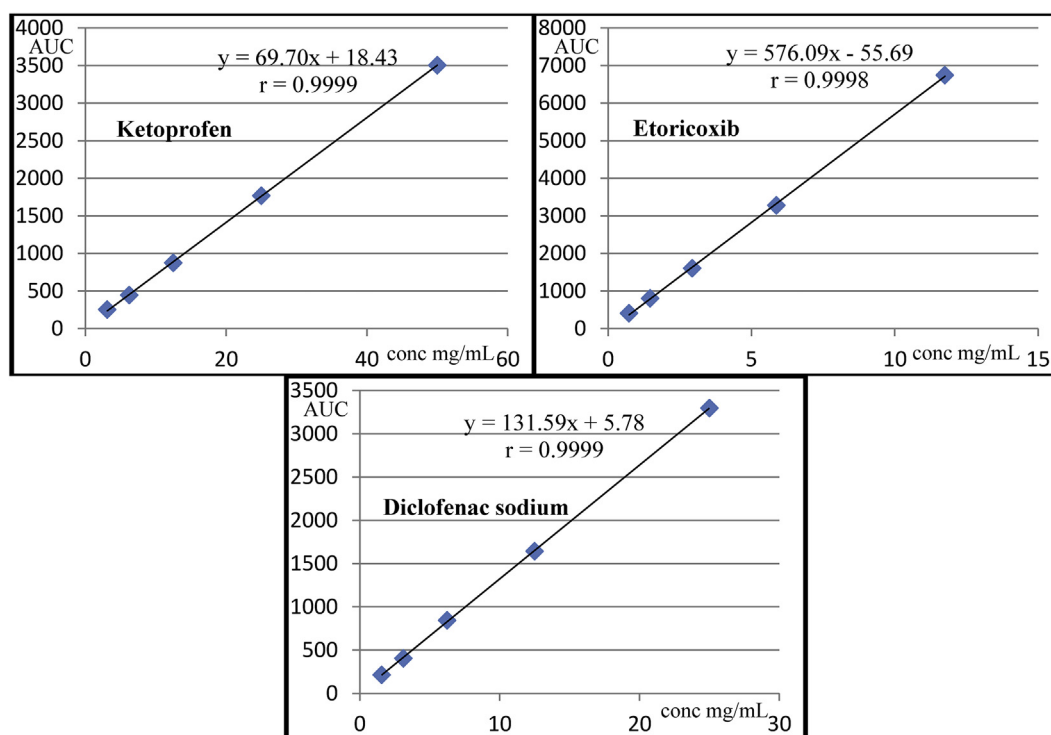 4000
AUC
3500
3000
2500
2000
1500
1000
500
0
y = 69.70x + 18.43
r = 0.9999
Ketoprofen
0 20 40 60
conc mg/mL
8000
AUC
7000
6000
5000
4000
3000
2000
1000
0
y = 576.09x - 55.69
r = 0.9998
Etoricoxib
0 5 10 15
conc mg/mL
3500
AUC
3000
2500
2000
1500
1000
500
0
y = 131.59x + 5.78
r = 0.9999
Diclofenac sodium
0 10 20 30
conc mg/mL